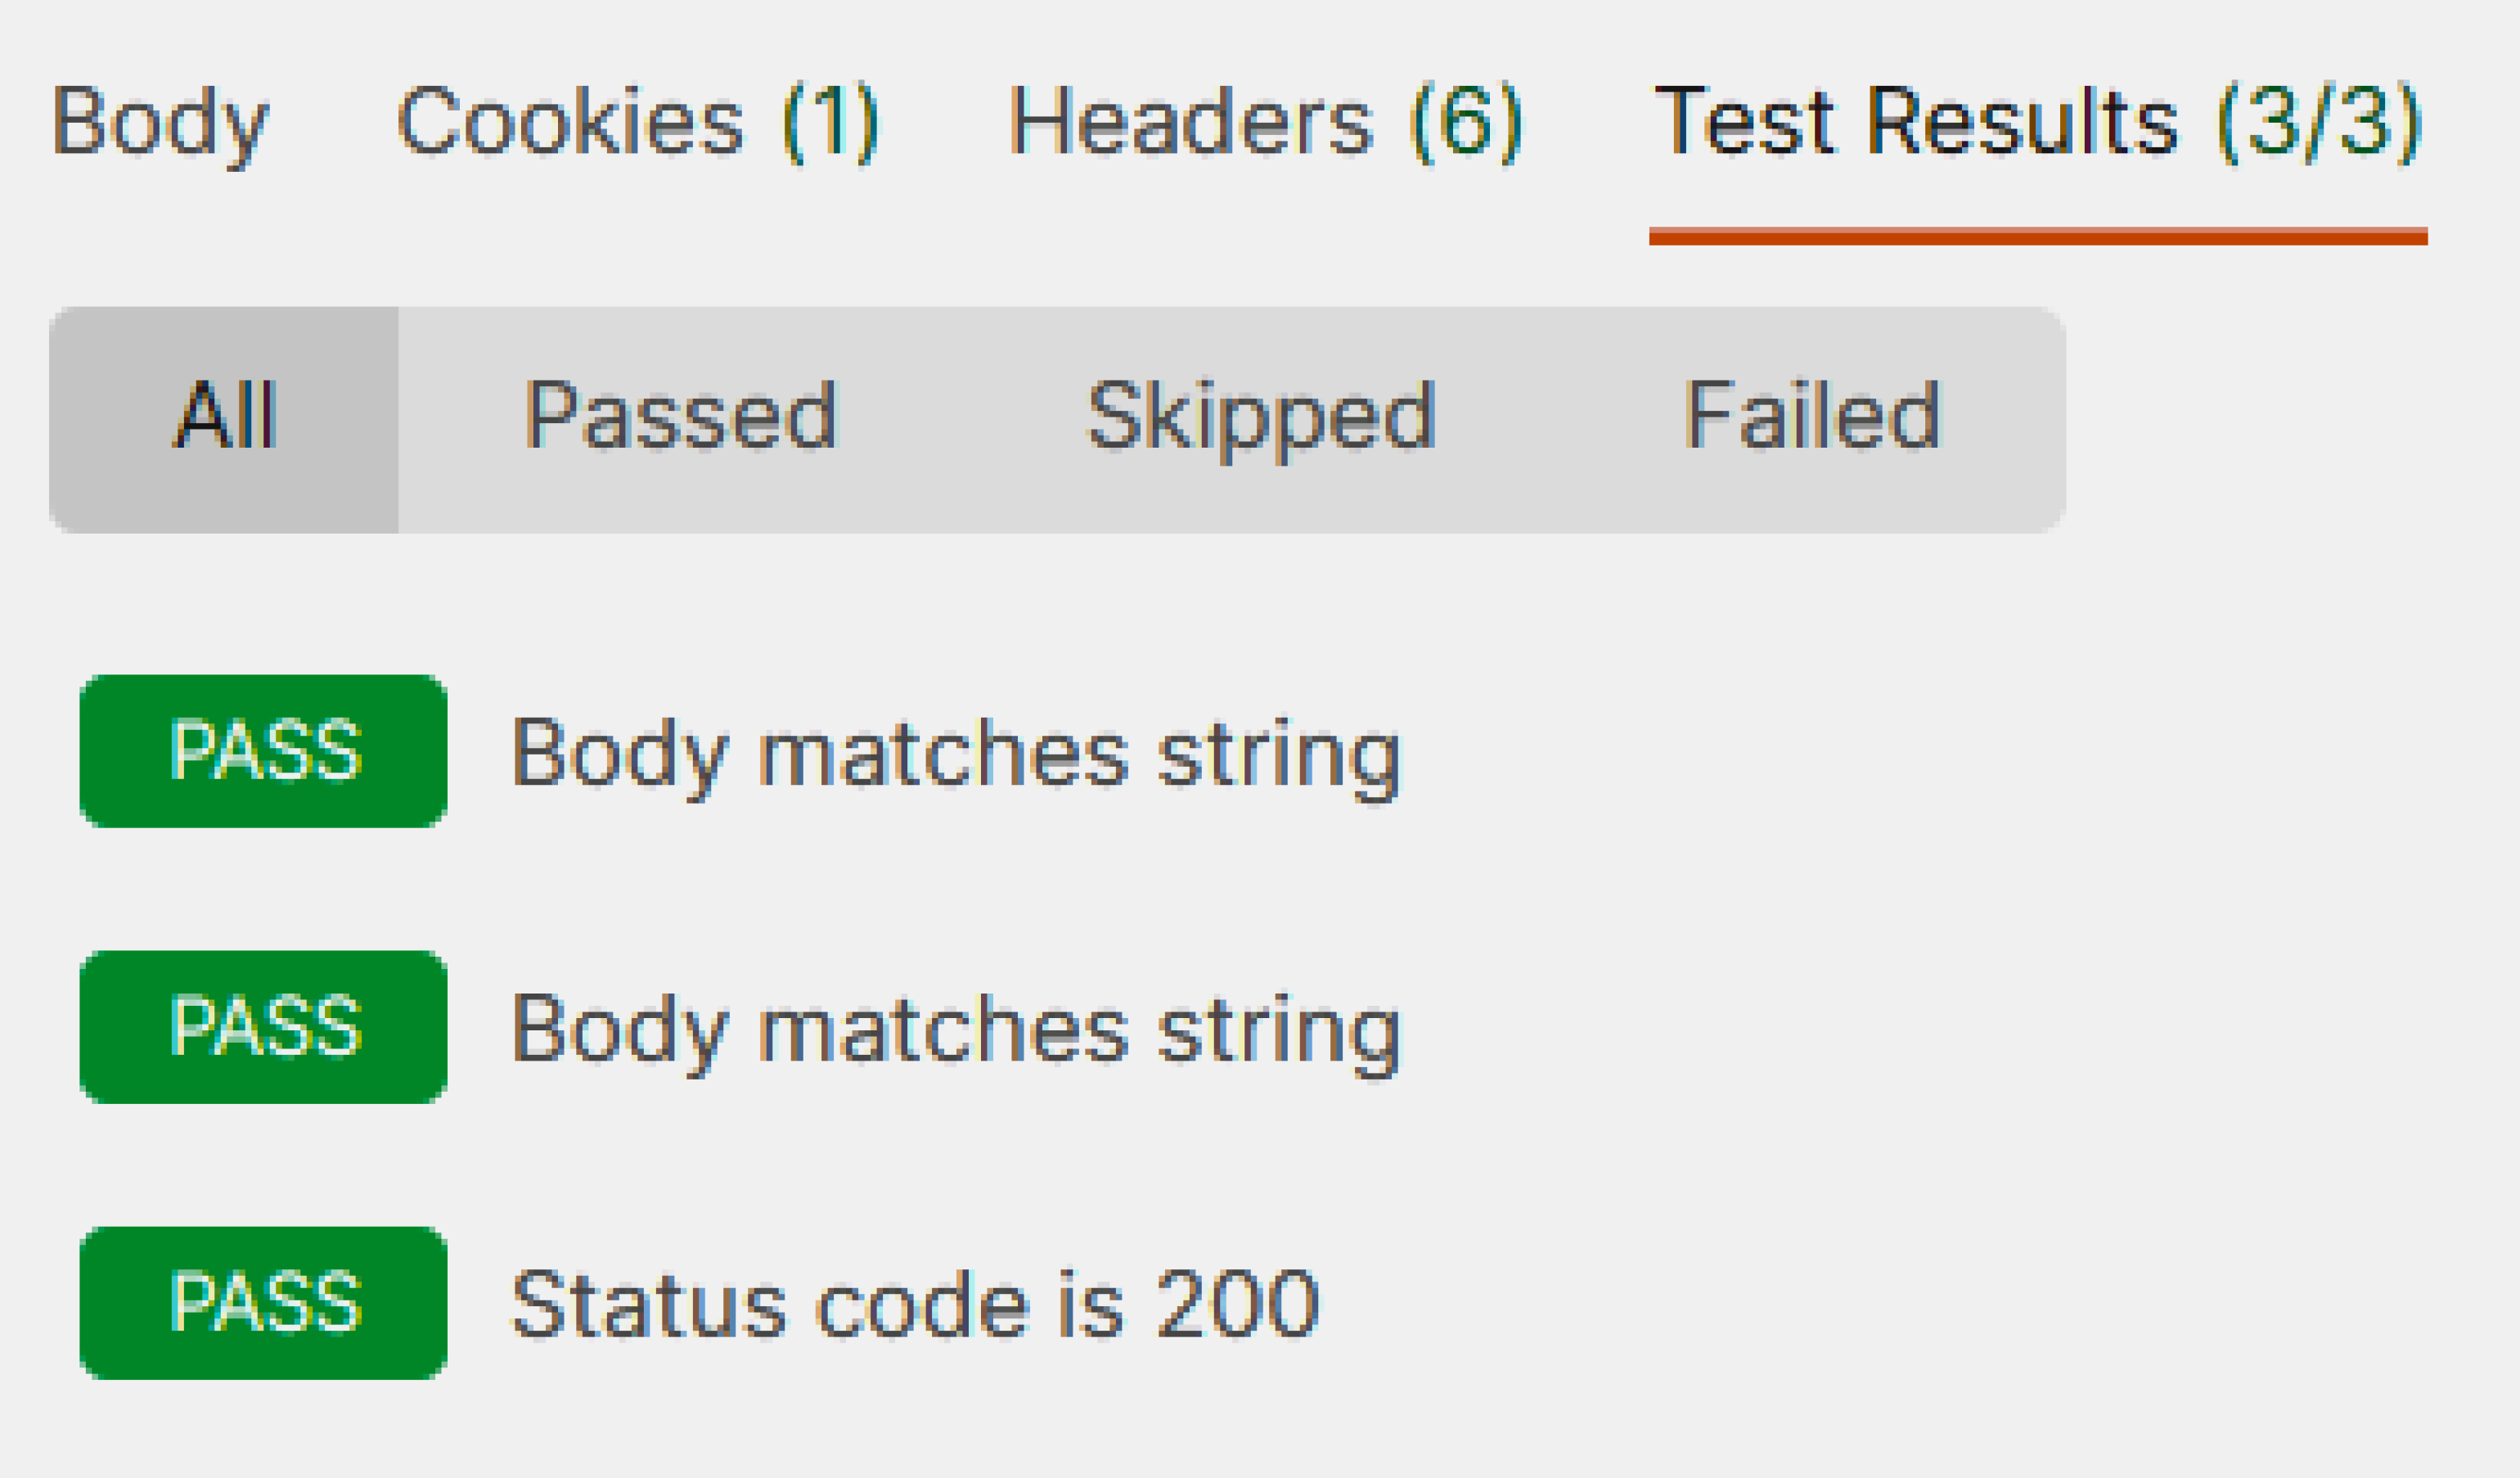 Body Cookies (1) Headers (6) Test Results (3/3)
All Passed Skipped Failed
PASS Body matches string
PASS Body matches string
PASS Status code is 200